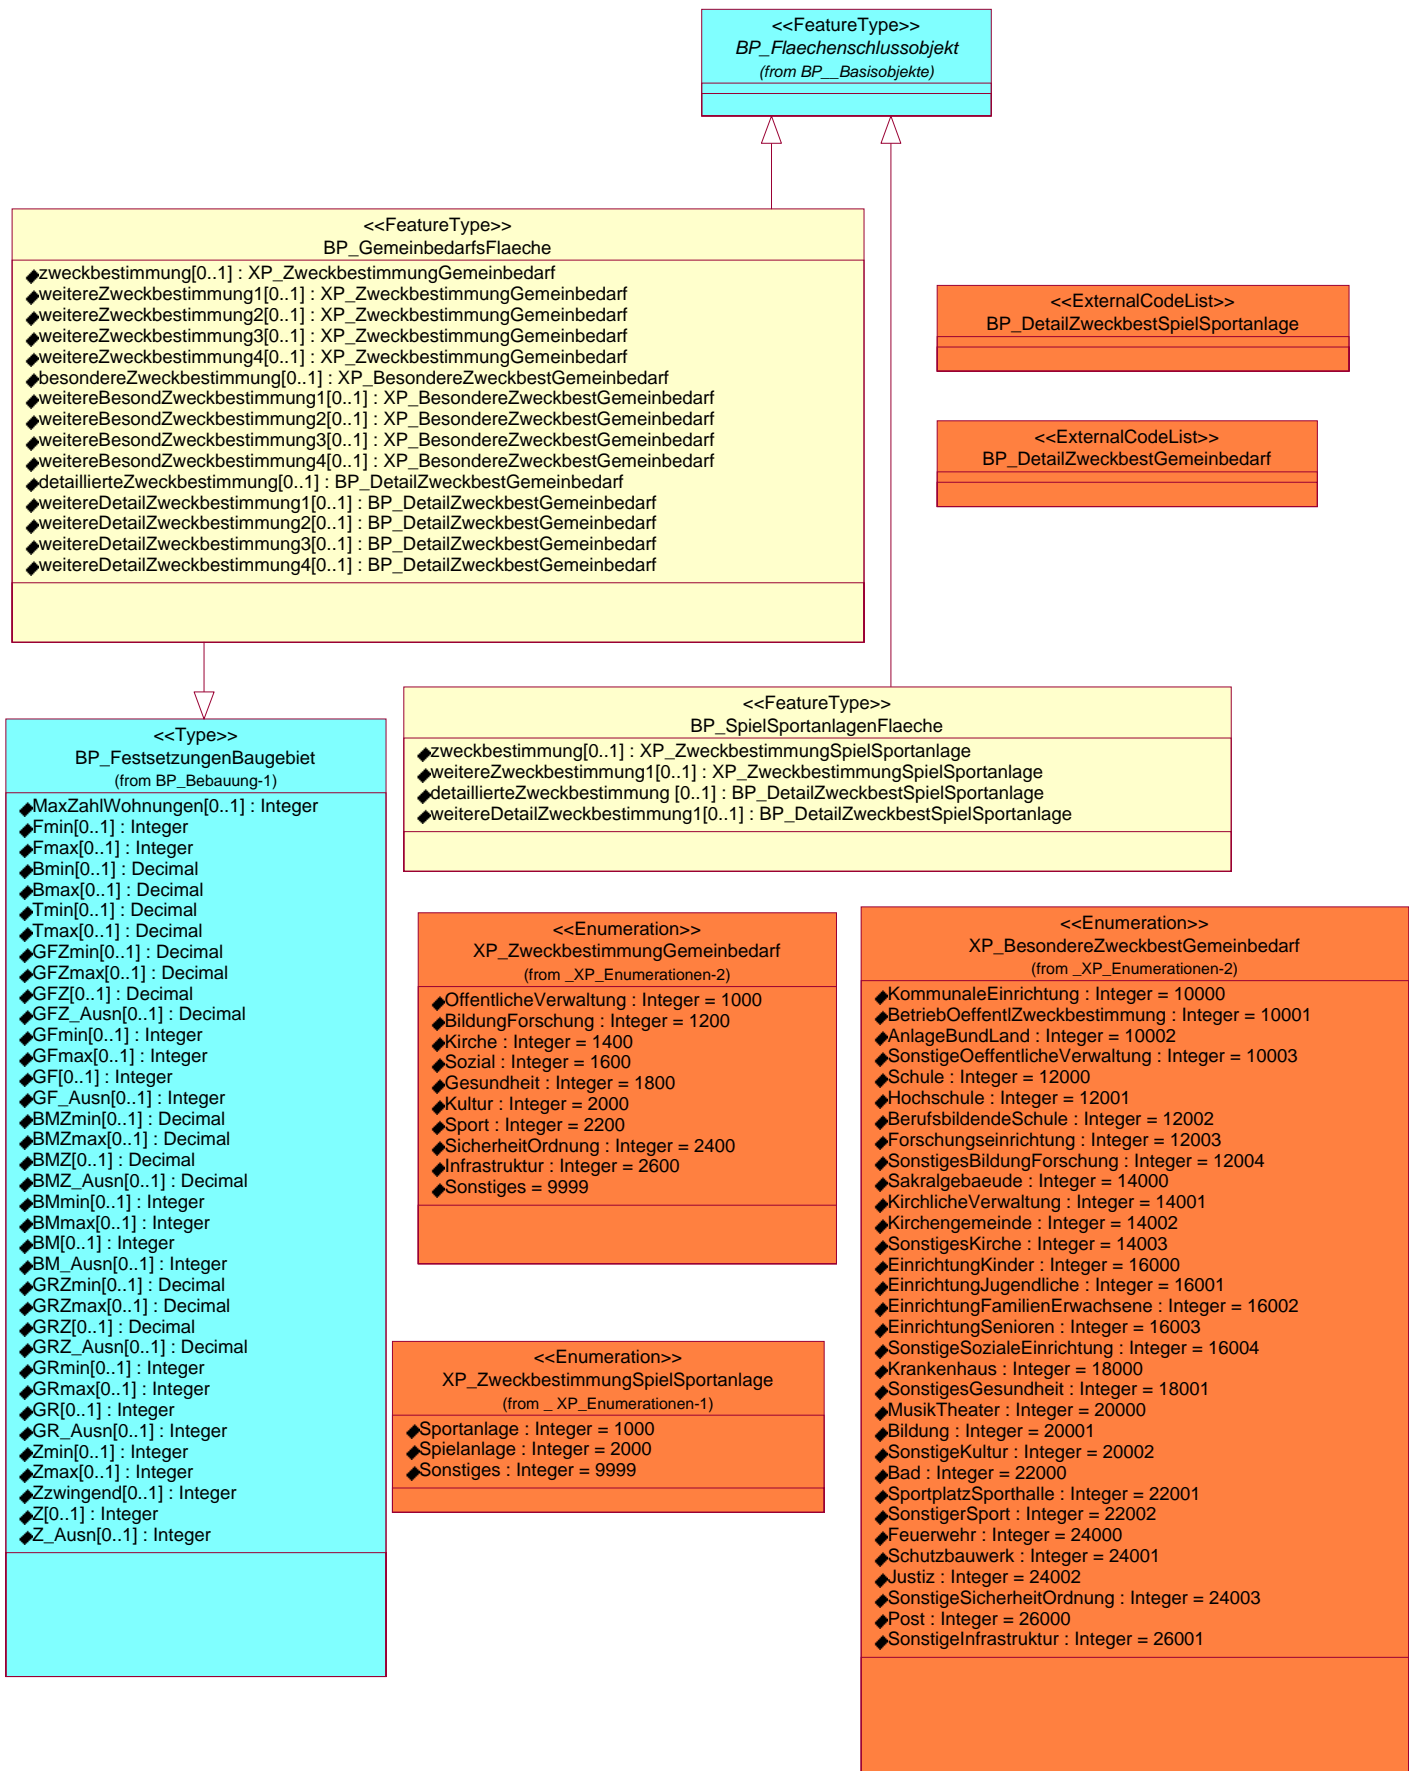 <<FeatureType>>
BP_Flaechenschlussobjekt
(from BP__Basisobjekte)
<<FeatureType>>
BP_GemeinbedarfsFlaeche
zweckbestimmung[0..1] : XP_ZweckbestimmungGemeinbedarf
weitereZweckbestimmung1[0..1] : XP_ZweckbestimmungGemeinbedarf
weitereZweckbestimmung2[0..1] : XP_ZweckbestimmungGemeinbedarf
weitereZweckbestimmung3[0..1] : XP_ZweckbestimmungGemeinbedarf
weitereZweckbestimmung4[0..1] : XP_ZweckbestimmungGemeinbedarf
besondereZweckbestimmung[0..1] : XP_BesondereZweckbestGemeinbedarf
weitereBesondZweckbestimmung1[0..1] : XP_BesondereZweckbestGemeinbedarf
weitereBesondZweckbestimmung2[0..1] : XP_BesondereZweckbestGemeinbedarf
weitereBesondZweckbestimmung3[0..1] : XP_BesondereZweckbestGemeinbedarf
weitereBesondZweckbestimmung4[0..1] : XP_BesondereZweckbestGemeinbedarf
detaillierteZweckbestimmung[0..1] : BP_DetailZweckbestGemeinbedarf
weitereDetailZweckbestimmung1[0..1] : BP_DetailZweckbestGemeinbedarf
weitereDetailZweckbestimmung2[0..1] : BP_DetailZweckbestGemeinbedarf
weitereDetailZweckbestimmung3[0..1] : BP_DetailZweckbestGemeinbedarf
weitereDetailZweckbestimmung4[0..1] : BP_DetailZweckbestGemeinbedarf
<<ExternalCodeList>>
BP_DetailZweckbestSpielSportanlage
<<ExternalCodeList>>
BP_DetailZweckbestGemeinbedarf
<<Type>>
BP_FestsetzungenBaugebiet
(from BP_Bebauung-1)
MaxZahlWohnungen[0..1] : Integer
Fmin[0..1] : Integer
Fmax[0..1] : Integer
Bmin[0..1] : Decimal
Bmax[0..1] : Decimal
Tmin[0..1] : Decimal
Tmax[0..1] : Decimal
GFZmin[0..1] : Decimal
GFZmax[0..1] : Decimal
GFZ[0..1] : Decimal
GFZ_Ausn[0..1] : Decimal
GFmin[0..1] : Integer
GFmax[0..1] : Integer
GF[0..1] : Integer
GF_Ausn[0..1] : Integer
BMZmin[0..1] : Decimal
BMZmax[0..1] : Decimal
BMZ[0..1] : Decimal
BMZ_Ausn[0..1] : Decimal
BMmin[0..1] : Integer
BMmax[0..1] : Integer
BM[0..1] : Integer
BM_Ausn[0..1] : Integer
GRZmin[0..1] : Decimal
GRZmax[0..1] : Decimal
GRZ[0..1] : Decimal
GRZ_Ausn[0..1] : Decimal
GRmin[0..1] : Integer
GRmax[0..1] : Integer
GR[0..1] : Integer
GR_Ausn[0..1] : Integer
Zmin[0..1] : Integer
Zmax[0..1] : Integer
Zzwingend[0..1] : Integer
Z[0..1] : Integer
Z_Ausn[0..1] : Integer
<<FeatureType>>
BP_SpielSportanlagenFlaeche
zweckbestimmung[0..1] : XP_ZweckbestimmungSpielSportanlage
weitereZweckbestimmung1[0..1] : XP_ZweckbestimmungSpielSportanlage
detaillierteZweckbestimmung [0..1] : BP_DetailZweckbestSpielSportanlage
weitereDetailZweckbestimmung1[0..1] : BP_DetailZweckbestSpielSportanlage
<<Enumeration>>
XP_ZweckbestimmungGemeinbedarf
(from _XP_Enumerationen-2)
OffentlicheVerwaltung : Integer = 1000
BildungForschung : Integer = 1200
Kirche : Integer = 1400
Sozial : Integer = 1600
Gesundheit : Integer = 1800
Kultur : Integer = 2000
Sport : Integer = 2200
SicherheitOrdnung : Integer = 2400
Infrastruktur : Integer = 2600
Sonstiges = 9999
<<Enumeration>>
XP_ZweckbestimmungSpielSportanlage
(from _ XP_Enumerationen-1)
Sportanlage : Integer = 1000
Spielanlage : Integer = 2000
Sonstiges : Integer = 9999
<<Enumeration>>
XP_BesondereZweckbestGemeinbedarf
(from _XP_Enumerationen-2)
KommunaleEinrichtung : Integer = 10000
BetriebOeffentlZweckbestimmung : Integer = 10001
AnlageBundLand : Integer = 10002
SonstigeOeffentlicheVerwaltung : Integer = 10003
Schule : Integer = 12000
Hochschule : Integer = 12001
BerufsbildendeSchule : Integer = 12002
Forschungseinrichtung : Integer = 12003
SonstigesBildungForschung : Integer = 12004
Sakralgebaeude : Integer = 14000
KirchlicheVerwaltung : Integer = 14001
Kirchengemeinde : Integer = 14002
SonstigesKirche : Integer = 14003
EinrichtungKinder : Integer = 16000
EinrichtungJugendliche : Integer = 16001
EinrichtungFamilienErwachsene : Integer = 16002
EinrichtungSenioren : Integer = 16003
SonstigeSozialeEinrichtung : Integer = 16004
Krankenhaus : Integer = 18000
SonstigesGesundheit : Integer = 18001
MusikTheater : Integer = 20000
Bildung : Integer = 20001
SonstigeKultur : Integer = 20002
Bad : Integer = 22000
SportplatzSporthalle : Integer = 22001
SonstigerSport : Integer = 22002
Feuerwehr : Integer = 24000
Schutzbauwerk : Integer = 24001
Justiz : Integer = 24002
SonstigeSicherheitOrdnung : Integer = 24003
Post : Integer = 26000
SonstigeInfrastruktur : Integer = 26001